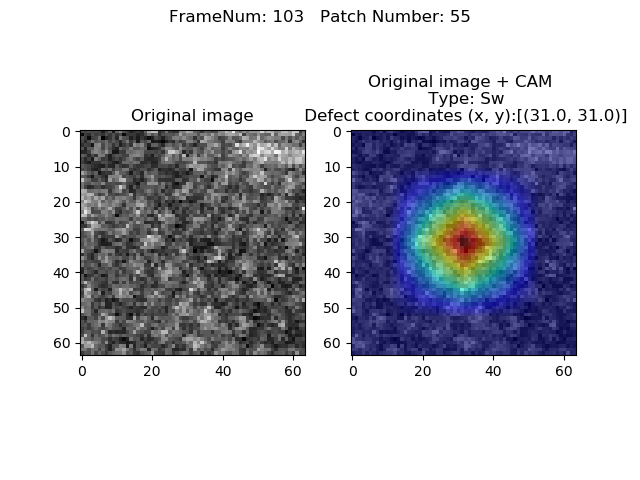 FrameNum: 103   Patch Number: 55
Original image
Original image + CAM
Type: Sw
Defect coordinates (x, y):[(31.0, 31.0)]
0
10
20
30
40
50
60
0 20 40 60
0
10
20
30
40
50
60
0 20 40 60